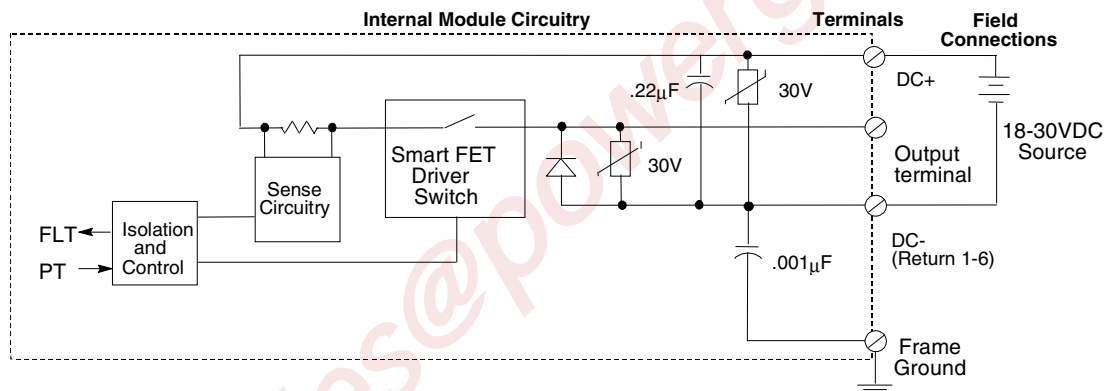 Internal Module Circuitry
Terminals
Field
Connections
DC+
.22μF
30V
18-30VDC
Source
Smart FET
Driver
Switch
30V
Output
terminal
Sense
Circuitry
FLT
PT
Isolation
and
Control
DC-
(Return 1-6)
.001μF
Frame
Ground